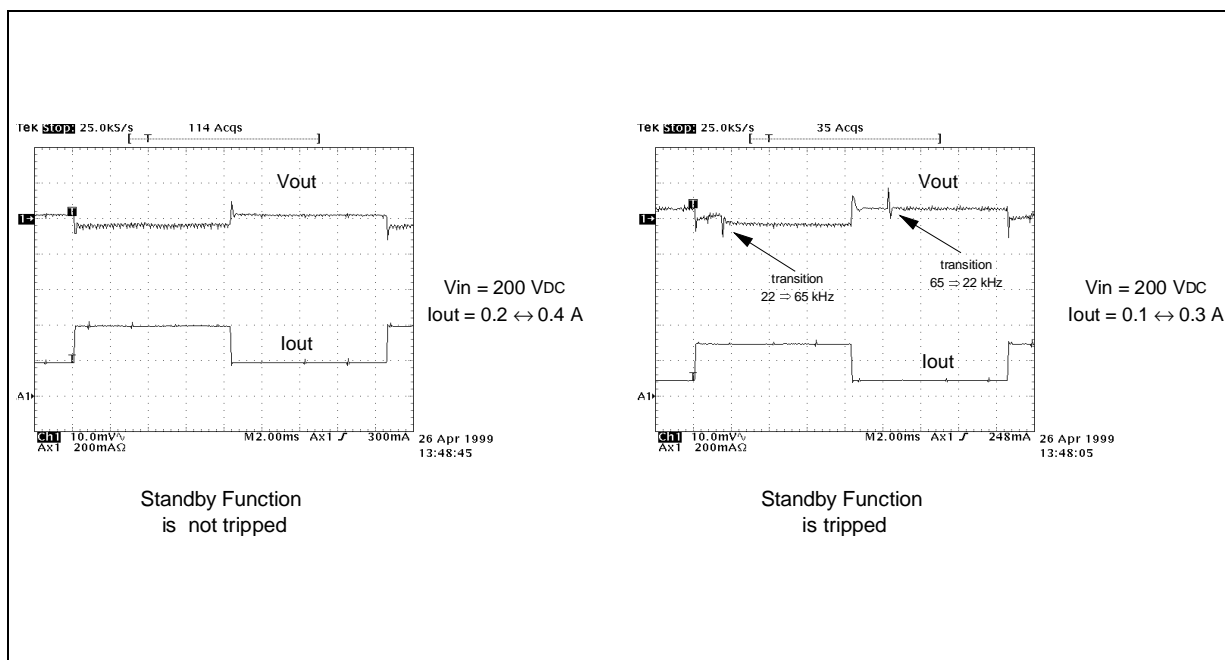 Tek Stop: 25.0kS/s 114 Acqs
T
T
1
Vout
Iout
T
A1
Ch1 10.0mV
M2.00ms Ax1 300mA
Ax1 200mAΩ
26 Apr 1999
13:48:45
Standby Function
is not tripped
Vin = 200 VDC
Iout = 0.2 ↔ 0.4 A
Tek Stop: 25.0kS/s 35 Acqs
T
T
1
Vout
transition
22 ⇒ 65 kHz
transition
65 ⇒ 22 kHz
Iout
T
A1
Ch1 10.0mV
M2.00ms Ax1 248mA
Ax1 200mAΩ
26 Apr 1999
13:48:05
Standby Function
is tripped
Vin = 200 VDC
Iout = 0.1 ↔ 0.3 A